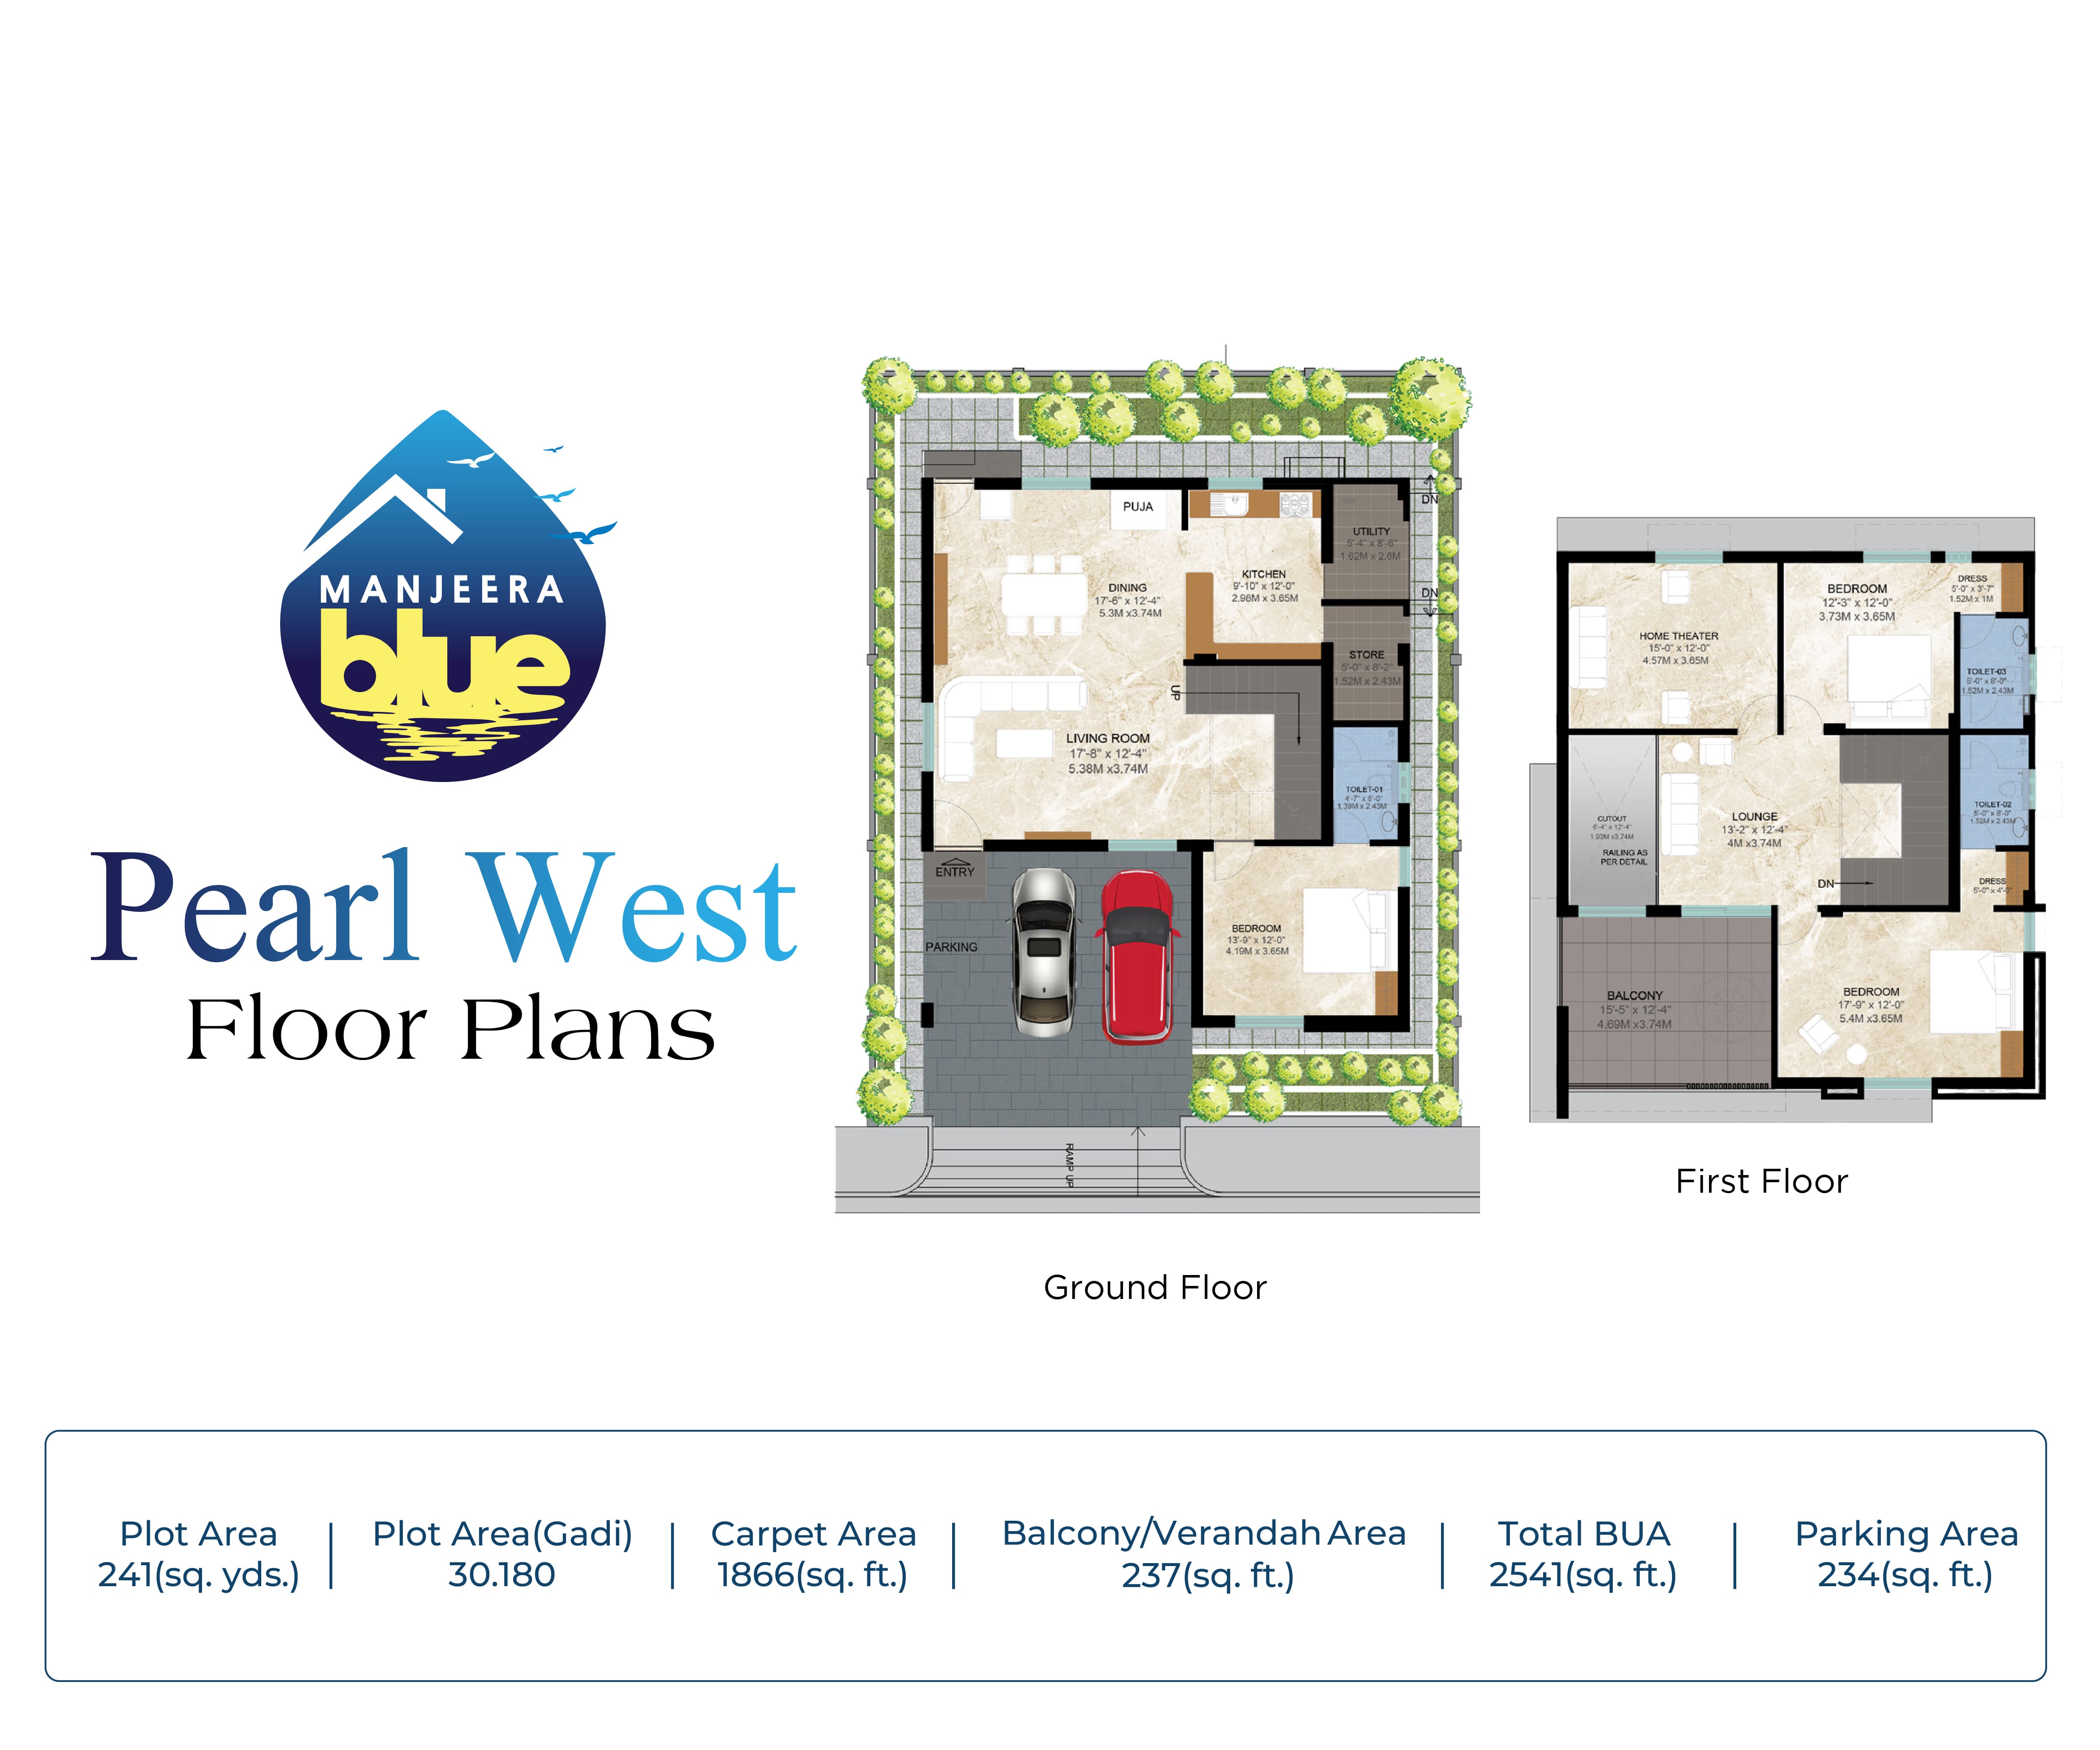 MANJEERA
blue
Pearl West
Floor Plans
PUJA
DINING
17'-6" x 12'-4"
5.3M x3.74M
KITCHEN
9'-10" x 12'-0"
2.98M x 3.65M
UTILITY
5'-4" x 8'-6"
1.62M x 2.6M
DN
DN
STORE
5'-0" x 8'-2"
1.52M x 2.43M
UP
LIVING ROOM
17'-8" x 12'-4"
5.38M x3.74M
TOILET-01
4'-7" x 8'-0"
1.39M x 2.43M
ENTRY
PARKING
BEDROOM
13'-9" x 12'-0"
4.19M x 3.65M
RAMP UP
Ground Floor
HOME THEATER
15'-0" x 12'-0"
4.57M x 3.65M
BEDROOM
12'-3" x 12'-0"
3.73M x 3.65M
DRESS
5'-0" x 3'-7"
1.52M x 1M
TOILET-03
5'-0" x 8'-0"
1.52M x 2.43M
CUTOUT
6'-4" x 12'-4"
1.93M x3.74M
RAILING AS
PER DETAIL
LOUNGE
13'-2" x 12'-4"
4M x3.74M
TOILET-02
5'-0" x 8'-0"
1.52M x 2.43M
DN
DRESS
5'-0" x 4'-0"
BALCONY
15'-5" x 12'-4"
4.69M x3.74M
BEDROOM
17'-9" x 12'-0"
5.4M x3.65M
First Floor
Plot Area
241(sq. yds.)
Plot Area(Gadi)
30.180
Carpet Area
1866(sq. ft.)
Balcony/Verandah Area
237(sq. ft.)
Total BUA
2541(sq. ft.)
Parking Area
234(sq. ft.)